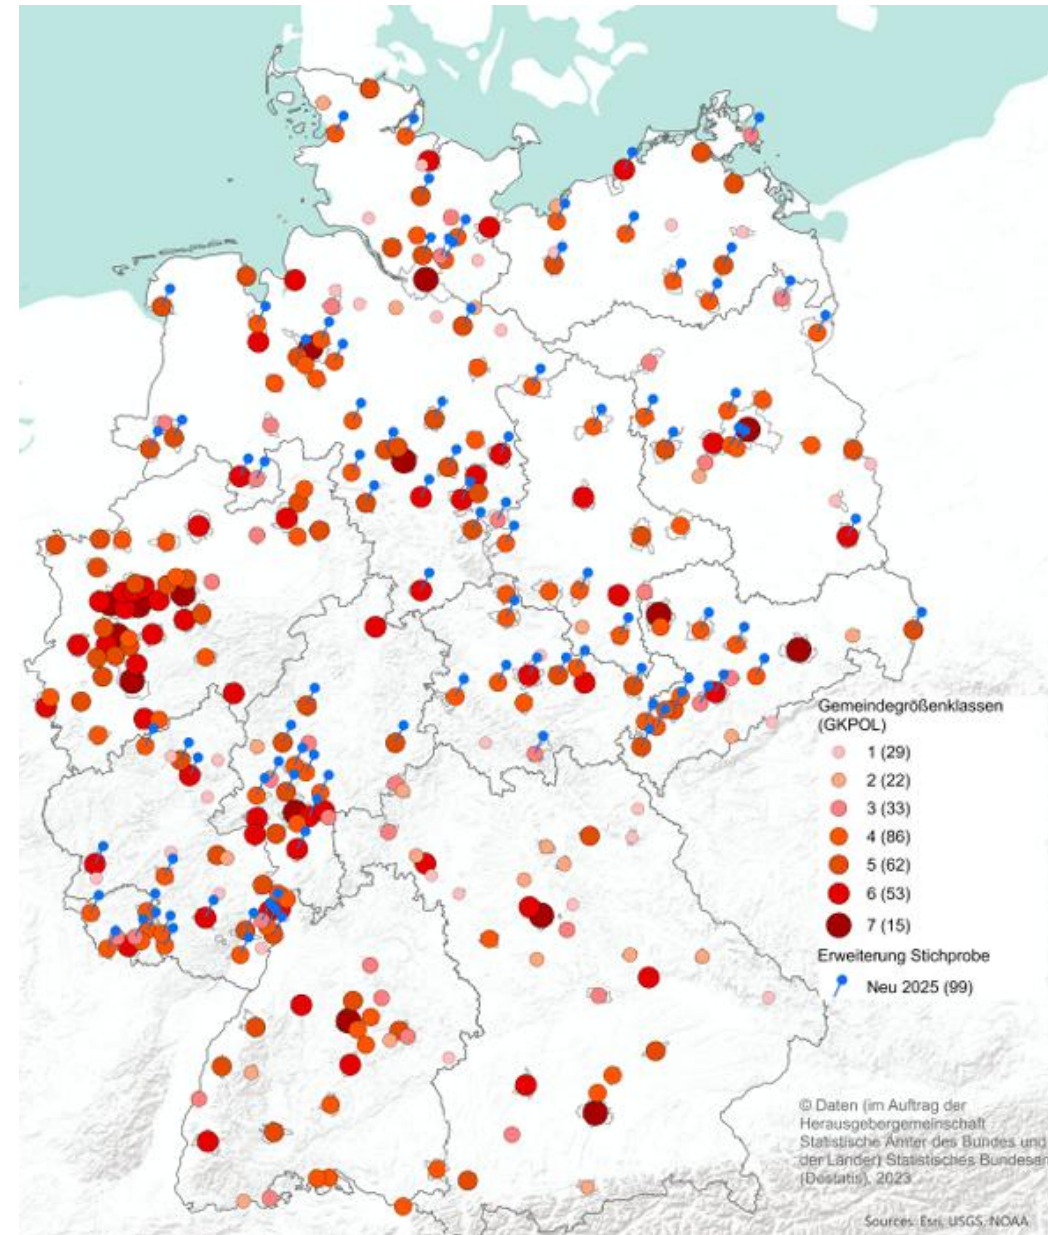 Gemeindegrößenklassen
(GKPOL)
1 (29)
2 (22)
3 (33)
4 (86)
5 (62)
6 (53)
7 (15)
Erweiterung Stichprobe
Neu 2025 (99)
© Daten (im Auftrag der
Herausgebergemeinschaft
Statistische Ämter des Bundes und
der Länder) Statistisches Bundesan
(Destatis), 2023
Sources: Esri, USGS, NOAA